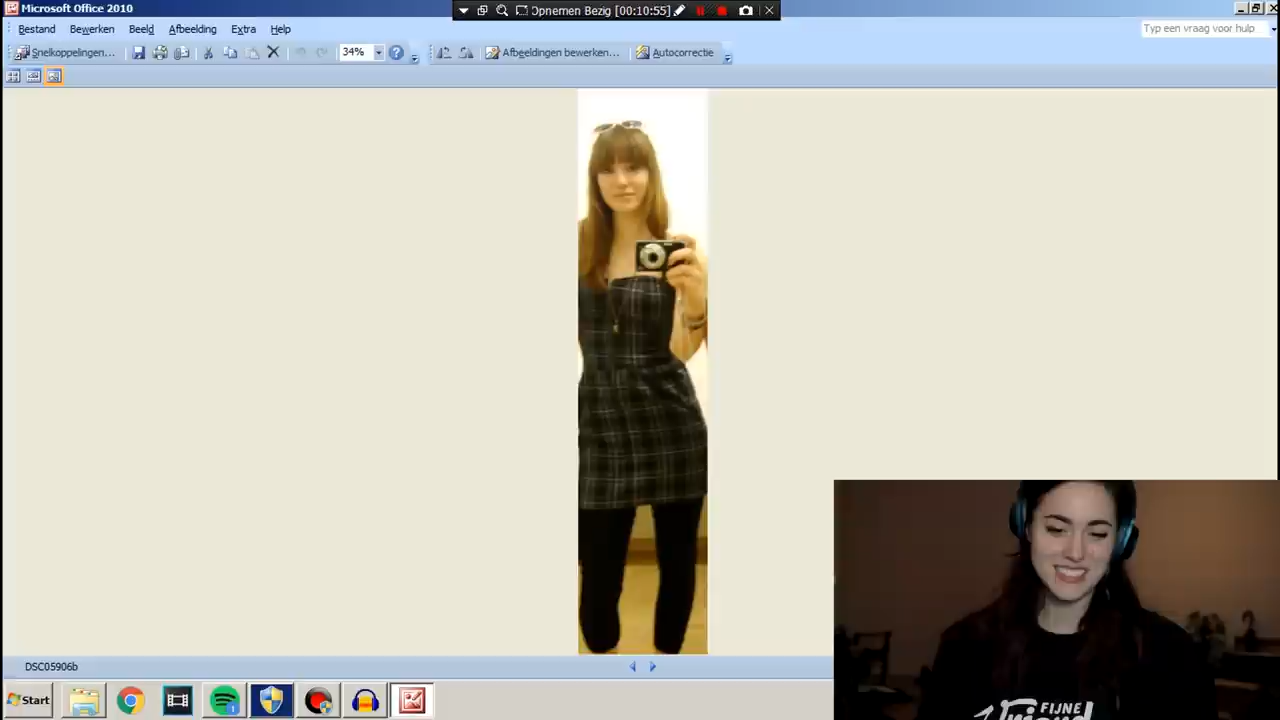 Microsoft Office 2010
Opnemen Bezig [00:10:55]
Bestand Bewerken Beeld Afbeelding Extra Help
Typ een vraag voor hulp
Snelkoppelingen... 34% Afbeeldingen bewerken... Autocorrectie
DSC05906b
Start
FIJNE
Vriend